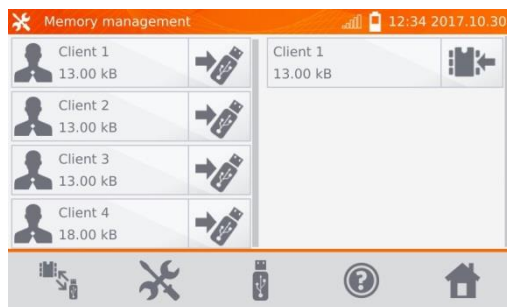 Memory management
12:34 2017.10.30
Client 1
13.00 kB
Client 2
13.00 kB
Client 3
13.00 kB
Client 4
18.00 kB
Client 1
13.00 kB